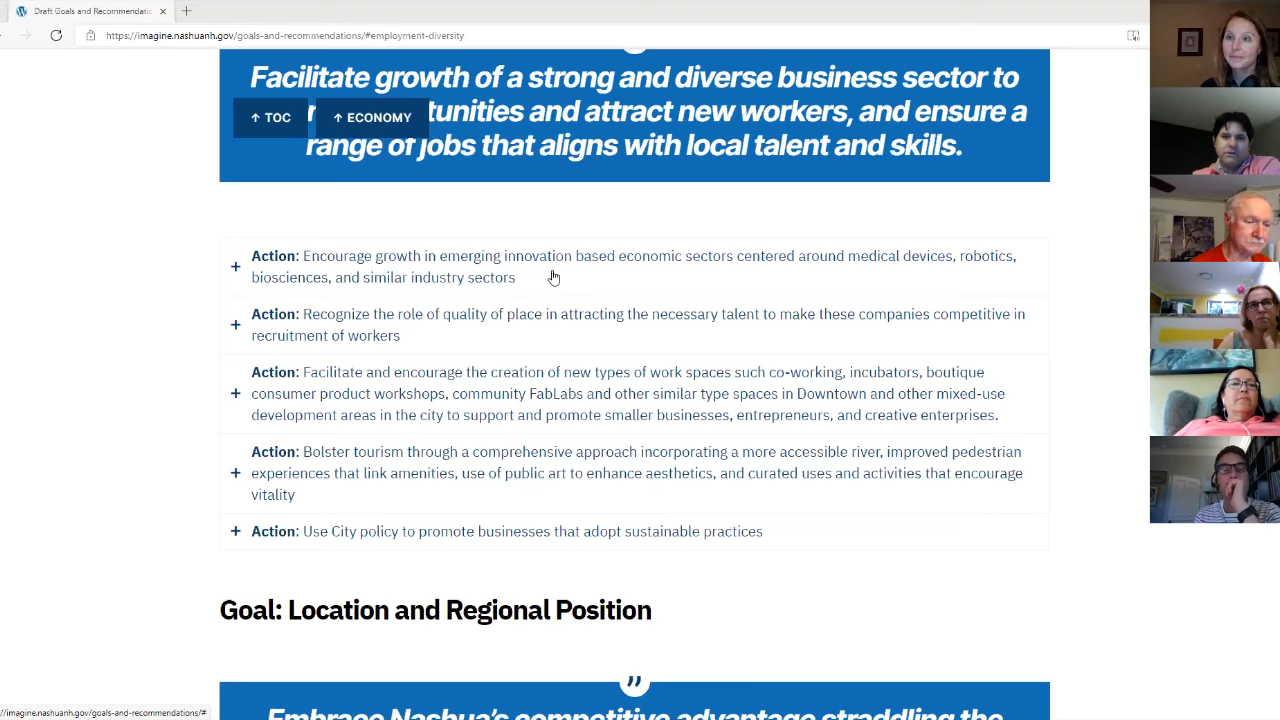 Draft Goals and Recommendatic
https://imagine.nashuanh.gov/goals-and-recommendations/#employment-diversity
Facilitate growth of a strong and diverse business sector to
↑ TOC
↑ ECONOMY
and attract new workers, and ensure a
range of jobs that aligns with local talent and skills.
+ Action: Encourage growth in emerging innovation based economic sectors centered around medical devices, robotics,
biosciences, and similar industry sectors
+ Action: Recognize the role of quality of place in attracting the necessary talent to make these companies competitive in
recruitment of workers
+ Action: Facilitate and encourage the creation of new types of work spaces such co-working, incubators, boutique
consumer product workshops, community FabLabs and other similar type spaces in Downtown and other mixed-use
development areas in the city to support and promote smaller businesses, entrepreneurs, and creative enterprises.
+ Action: Bolster tourism through a comprehensive approach incorporating a more accessible river, improved pedestrian
experiences that link amenities, use of public art to enhance aesthetics, and curated uses and activities that encourage
vitality
+ Action: Use City policy to promote businesses that adopt sustainable practices
Goal: Location and Regional Position
”
Embrace Nashua's competitive advantage straddling the
//imagine.nashuanh.gov/goals-and-recommendations/#